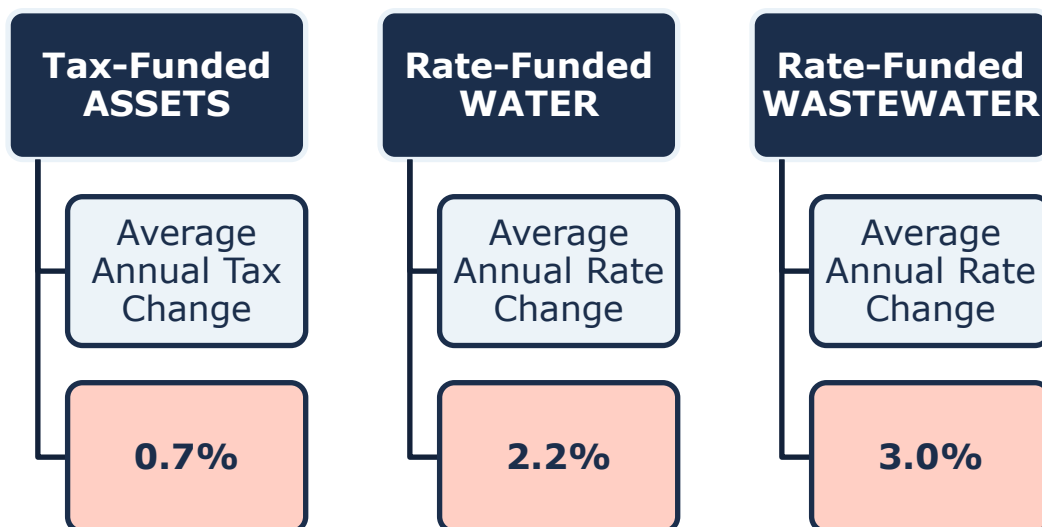 Tax-Funded
ASSETS
Average
Annual Tax
Change
0.7%
Rate-Funded
WATER
Average
Annual Rate
Change
2.2%
Rate-Funded
WASTEWATER
Average
Annual Rate
Change
3.0%